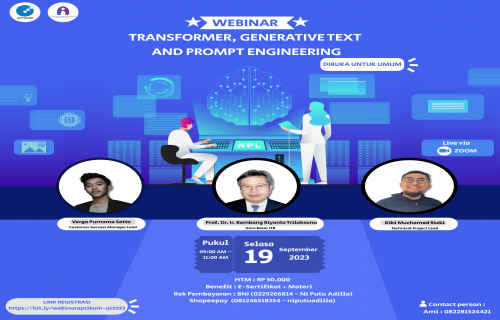 WEBINAR
TRANSFORMER, GENERATIVE TEXT
AND PROMPT ENGINEERING
DIBUKA UNTUK UMUM
NPL
Live via
ZOOM
Verga Purnama Setta
Customer Success Manager Lead
Prof. Dr. Ir. Bambang Riyanto Trilaksono
Guru Besar ITB
Kiki Muchamad Rizki
Technical Project Lead
Pukul
09:00 AM -
11:00 AM
Selasa
19
September
2023
HTM : RP 50.000
Benefit : E-Sertifikat + Materi
Rek Pembayaran : BNI (0229266814 - Ni Putu Adilla)
Shopeepay (081246518354 - niputuadilla)
LINK REGISTRASI
https://bit.ly/webinaraptikom-ai2023
Contact person :
Ami : 082281524421